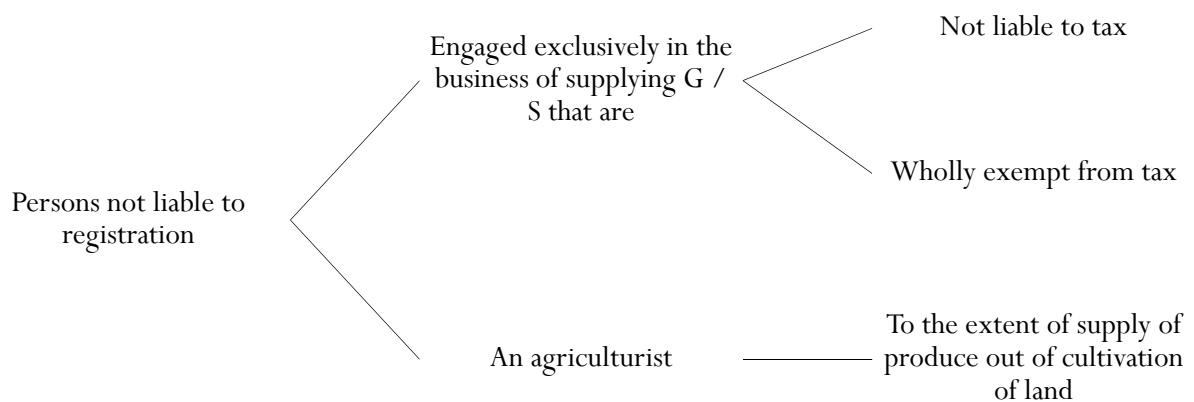 Persons not liable to
registration
Engaged exclusively in the
business of supplying G /
S that are
Not liable to tax
Wholly exempt from tax
An agriculturist
To the extent of supply of
produce out of cultivation
of land